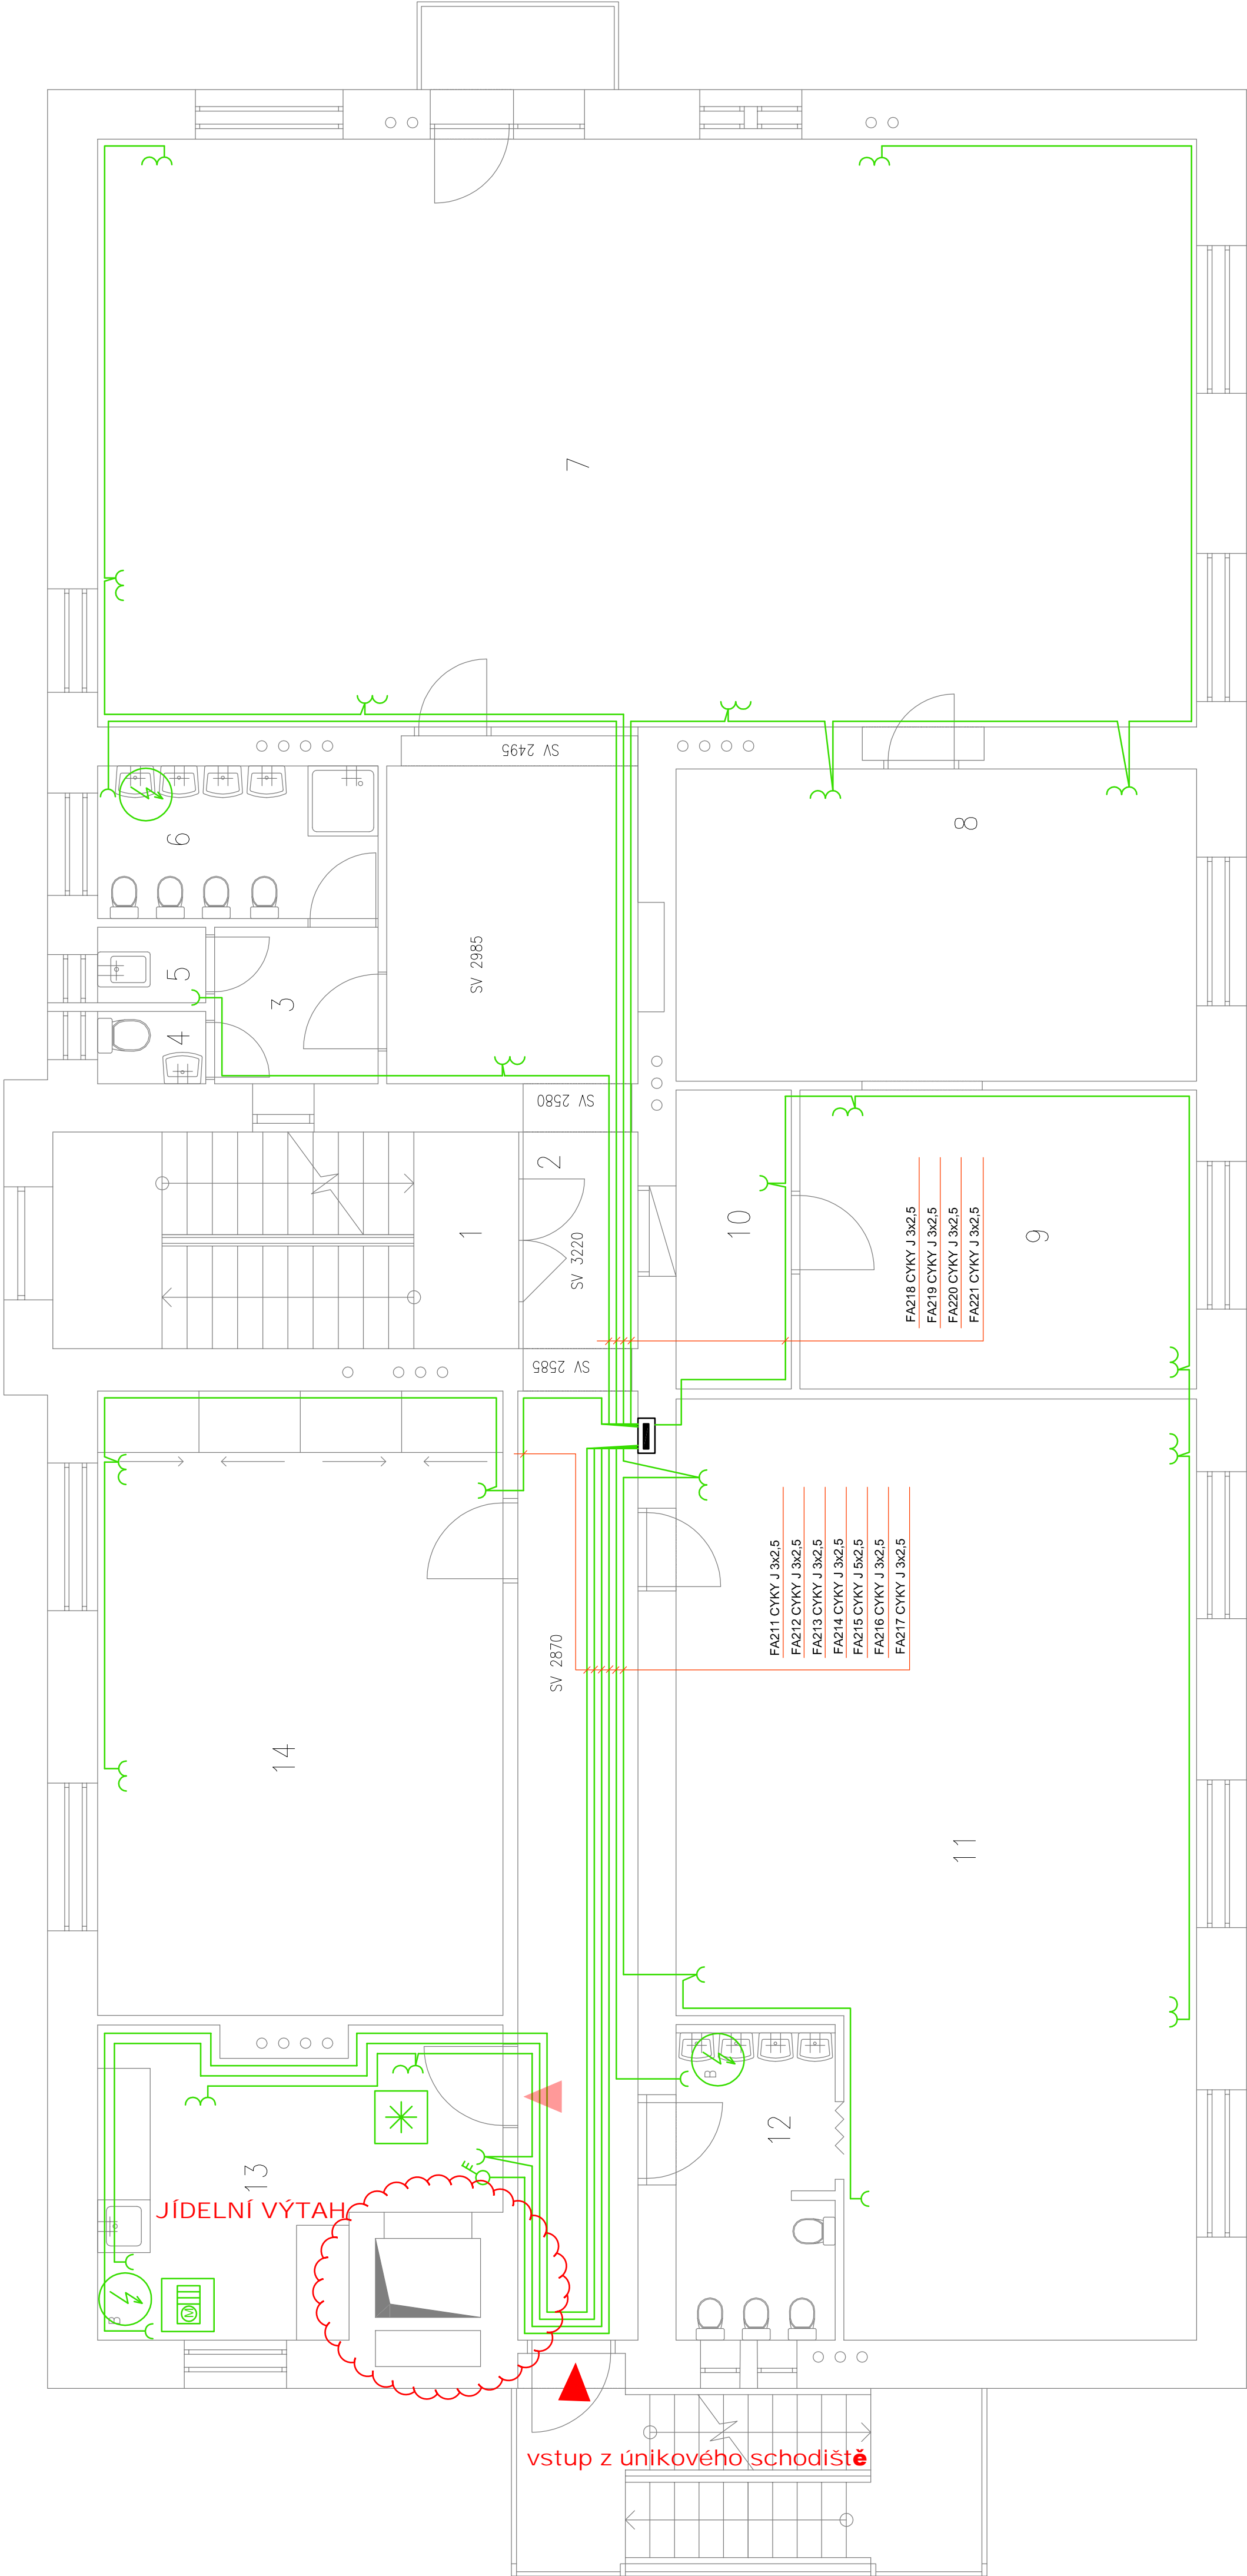 7
SV 2495
6
8
SV 2985
5
3
4
SV 2580
2
1
10
9
SV 3220
FA218 CYKY J 3x2,5
FA219 CYKY J 3x2,5
FA220 CYKY J 3x2,5
FA221 CYKY J 3x2,5
SV 2585
FA211 CYKY J 3x2,5
FA212 CYKY J 3x2,5
FA213 CYKY J 3x2,5
FA214 CYKY J 3x2,5
FA215 CYKY J 5x2,5
FA216 CYKY J 3x2,5
FA217 CYKY J 3x2,5
SV 2870
14
11
B
12
13
E
JÍDELNÍ VÝTAH
B
M
vstup z únikového schodiště